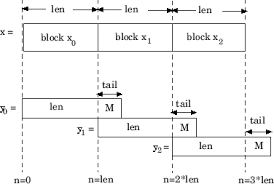 len len len
x = block x0 block x1 block x2
tail
y0 = len M tail
y1 = len M tail
y2 = len M
n=0 n=len n=2*len n=3*len